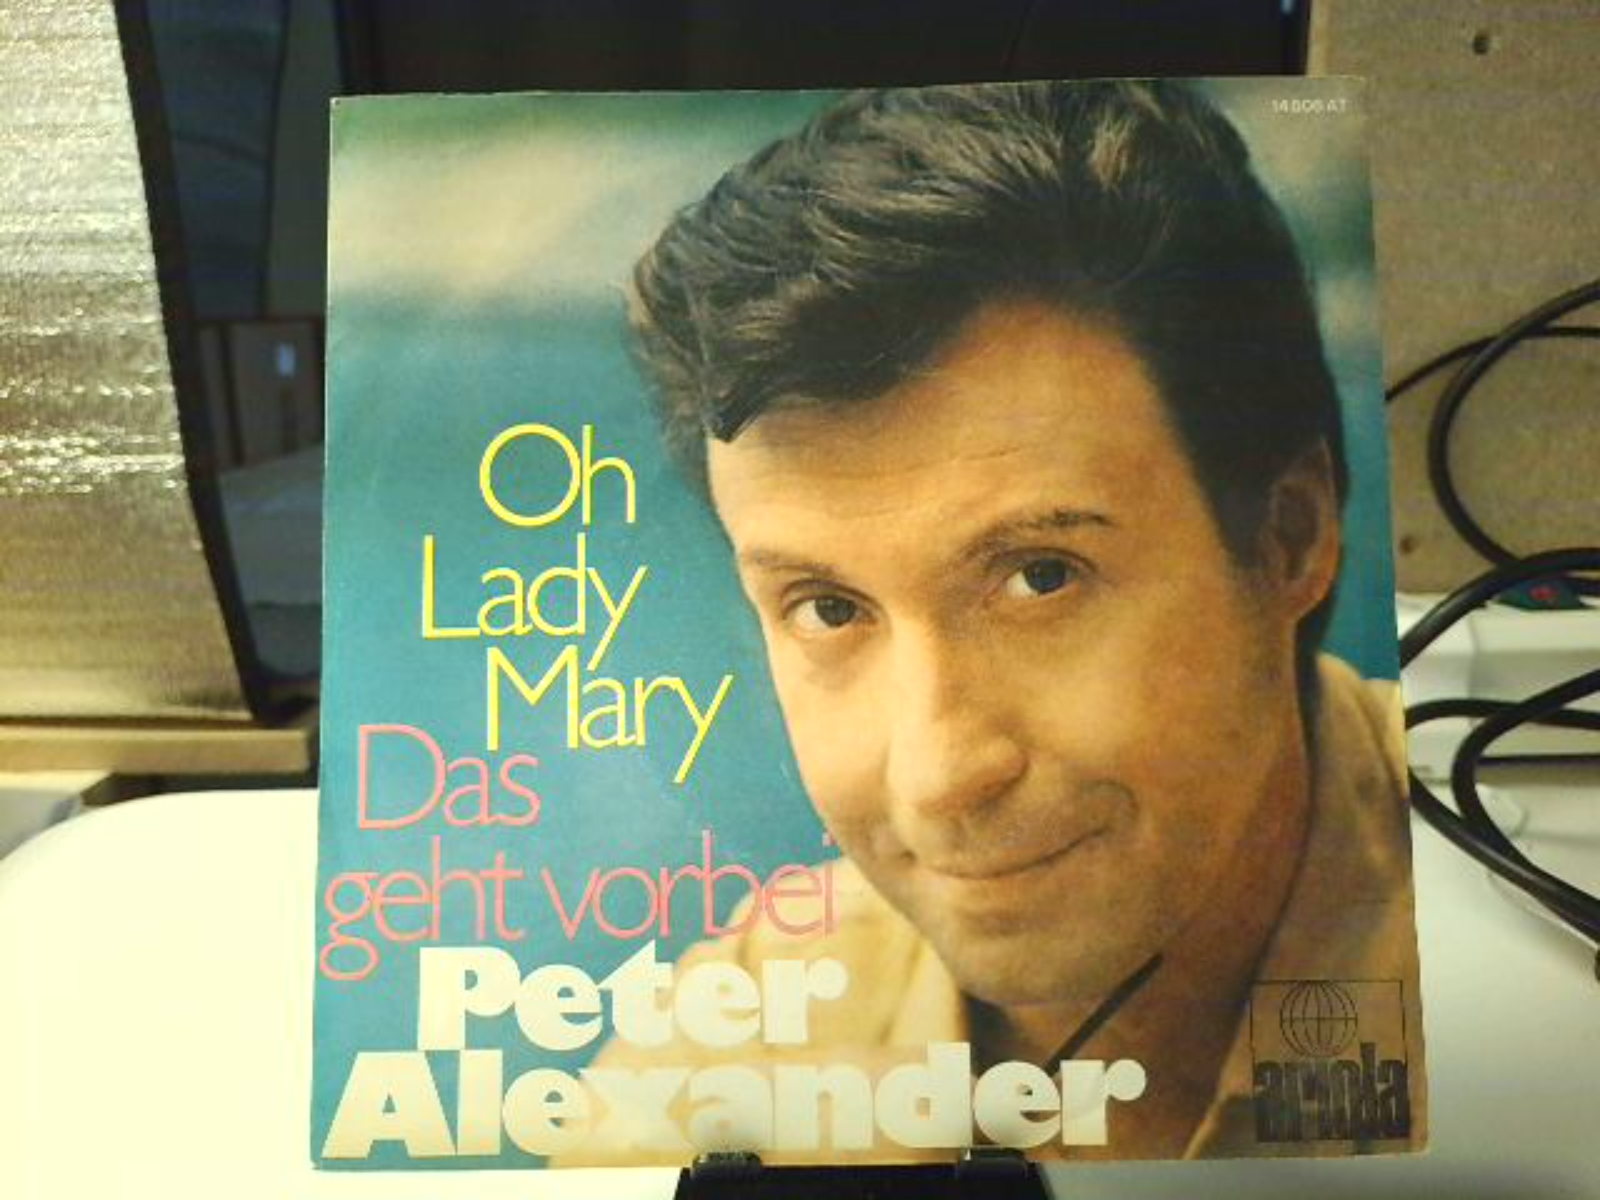 14 806 AT
Oh
Lady
Mary
Das
geht vorbei
Peter
Alexander
ariola